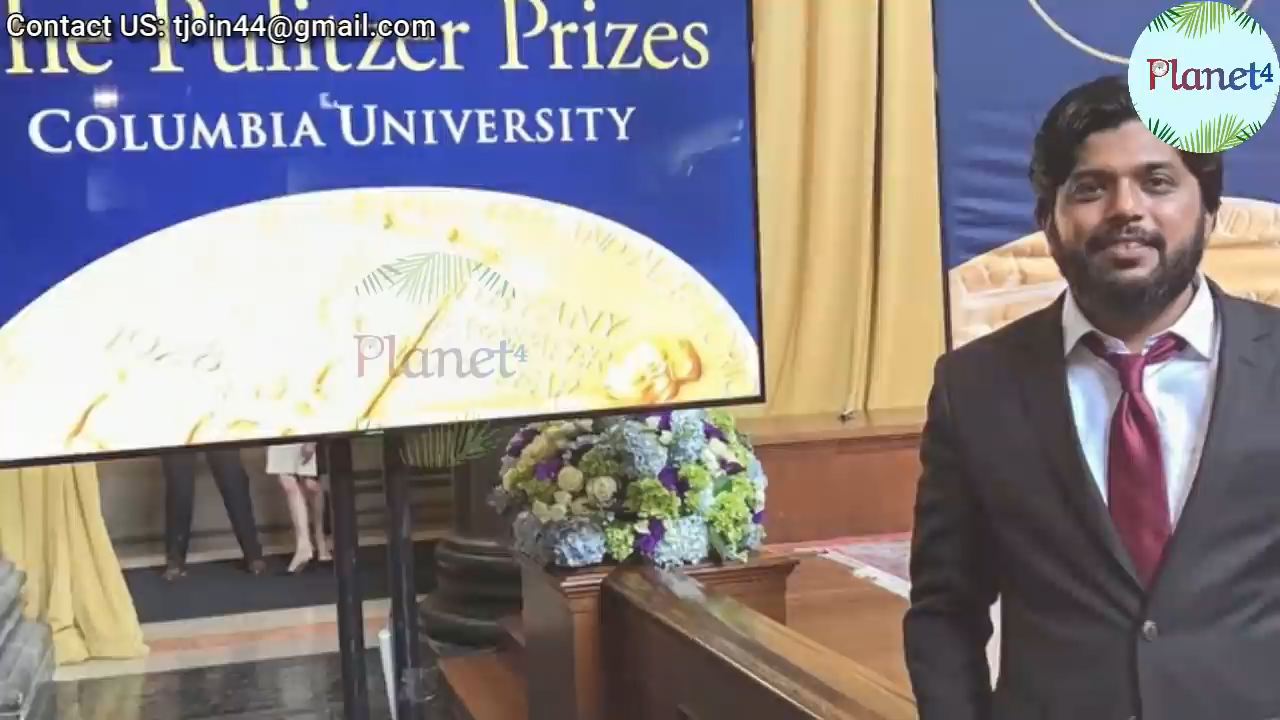 Contact US: tjoin44@gmail.com
he Pulitzer Prizes
COLUMBIA UNIVERSITY
Planet4
Planet4